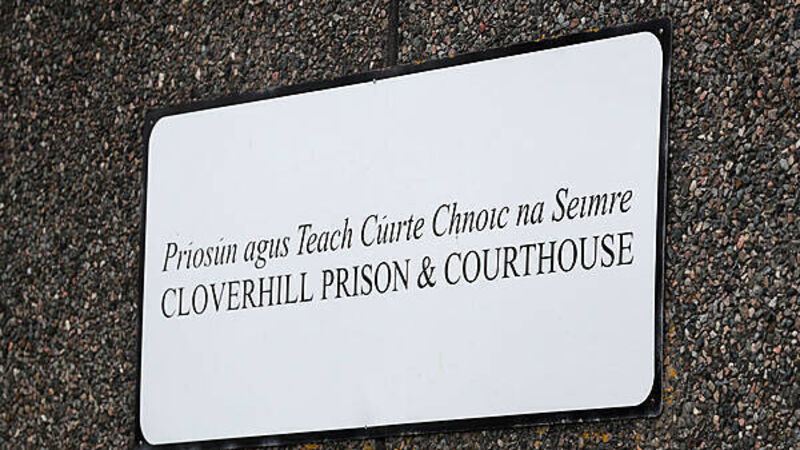 Príosún agus Teach Cúirte Chnoic na Seimre
CLOVERHILL PRISON & COURTHOUSE